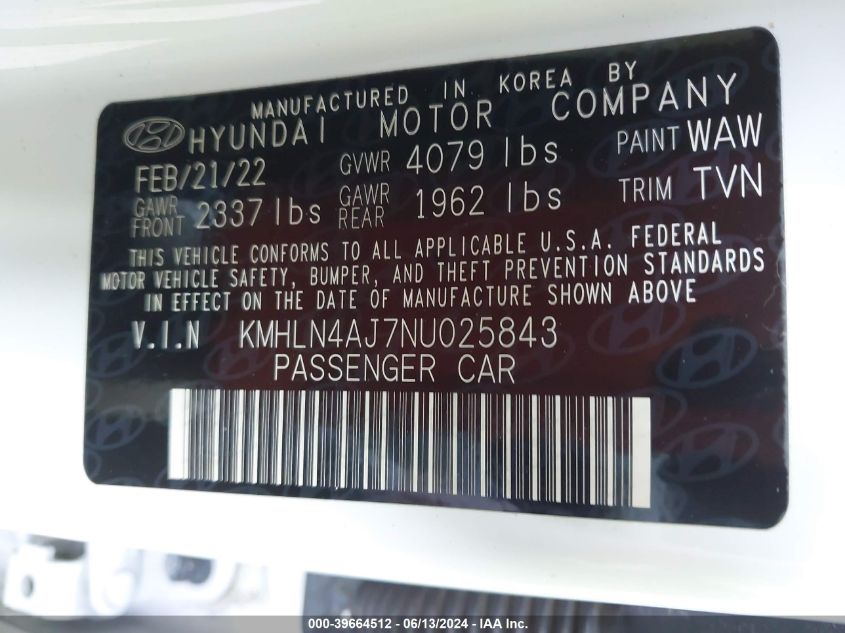 MANUFACTURED IN KOREA BY
HYUNDAI MOTOR COMPANY
FEB/21/22 GVWR 4079 lbs PAINT WAW
GAWR FRONT 2337 lbs GAWR REAR 1962 lbs TRIM TVN
THIS VEHICLE CONFORMS TO ALL APPLICABLE U.S.A. FEDERAL
MOTOR VEHICLE SAFETY, BUMPER, AND THEFT PREVENTION STANDARDS
IN EFFECT ON THE DATE OF MANUFACTURE SHOWN ABOVE
V.I.N KMHLN4AJ7NU025843
PASSENGER CAR
000-39664512 - 06/13/2024 - IAA Inc.